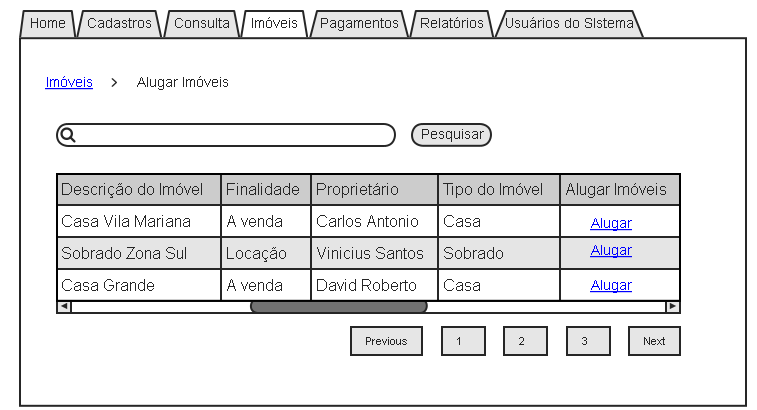 Home Cadastros Consulta Imóveis Pagamentos Relatórios Usuários do SIstema
Imóveis > Alugar Imóveis
Pesquisar
Descrição do Imóvel Finalidade Proprietário Tipo do Imóvel Alugar Imóveis
Casa Vila Mariana A venda Carlos Antonio Casa Alugar
Sobrado Zona Sul Locação Vinicius Santos Sobrado Alugar
Casa Grande A venda David Roberto Casa Alugar
Previous 1 2 3 Next